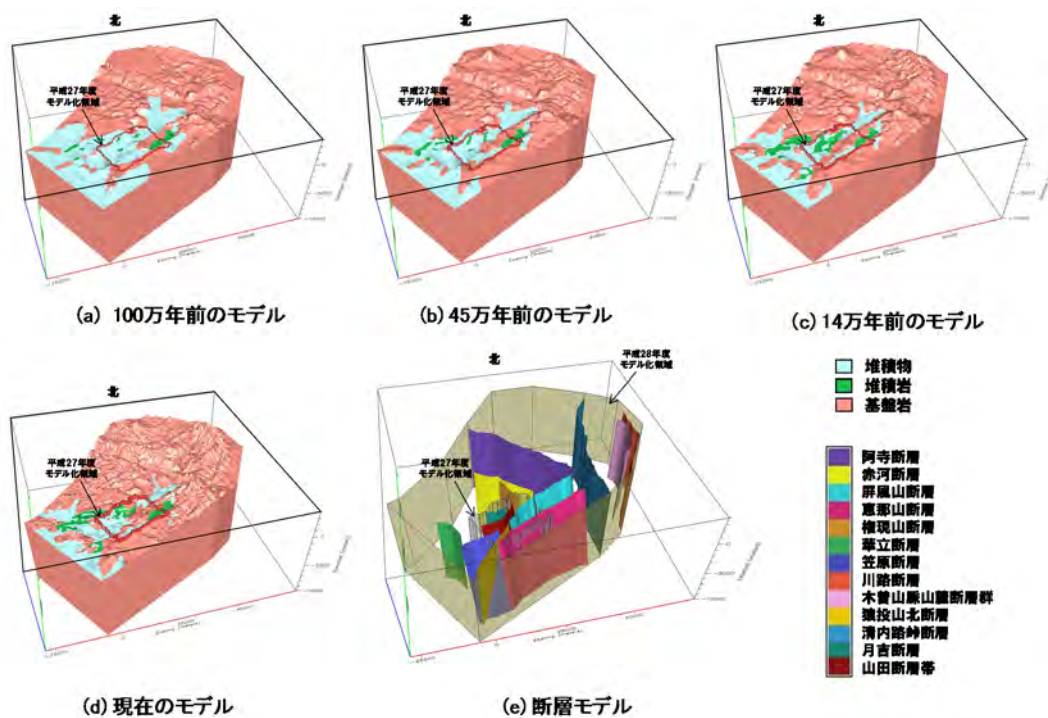 北
平成27年度
モデル化領域
(a) 100万年前のモデル
北
平成27年度
モデル化領域
(b) 45万年前のモデル
北
平成27年度
モデル化領域
(c) 14万年前のモデル
堆積物
堆積岩
基盤岩
北
平成27年度
モデル化領域
(d) 現在のモデル
北
平成28年度
モデル化領域
平成27年度
モデル化領域
(e) 断層モデル
阿寺断層
赤河断層
屏風山断層
恵那山断層
権現山断層
華立断層
笠原断層
川路断層
木曽山脈山麓断層群
猿投山北断層
清内路峠断層
月吉断層
山田断層帯